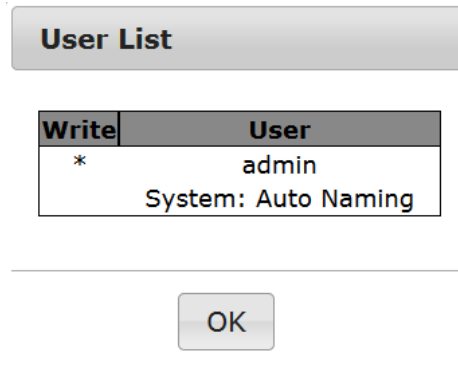 User List
Write User
* admin
System: Auto Naming
OK